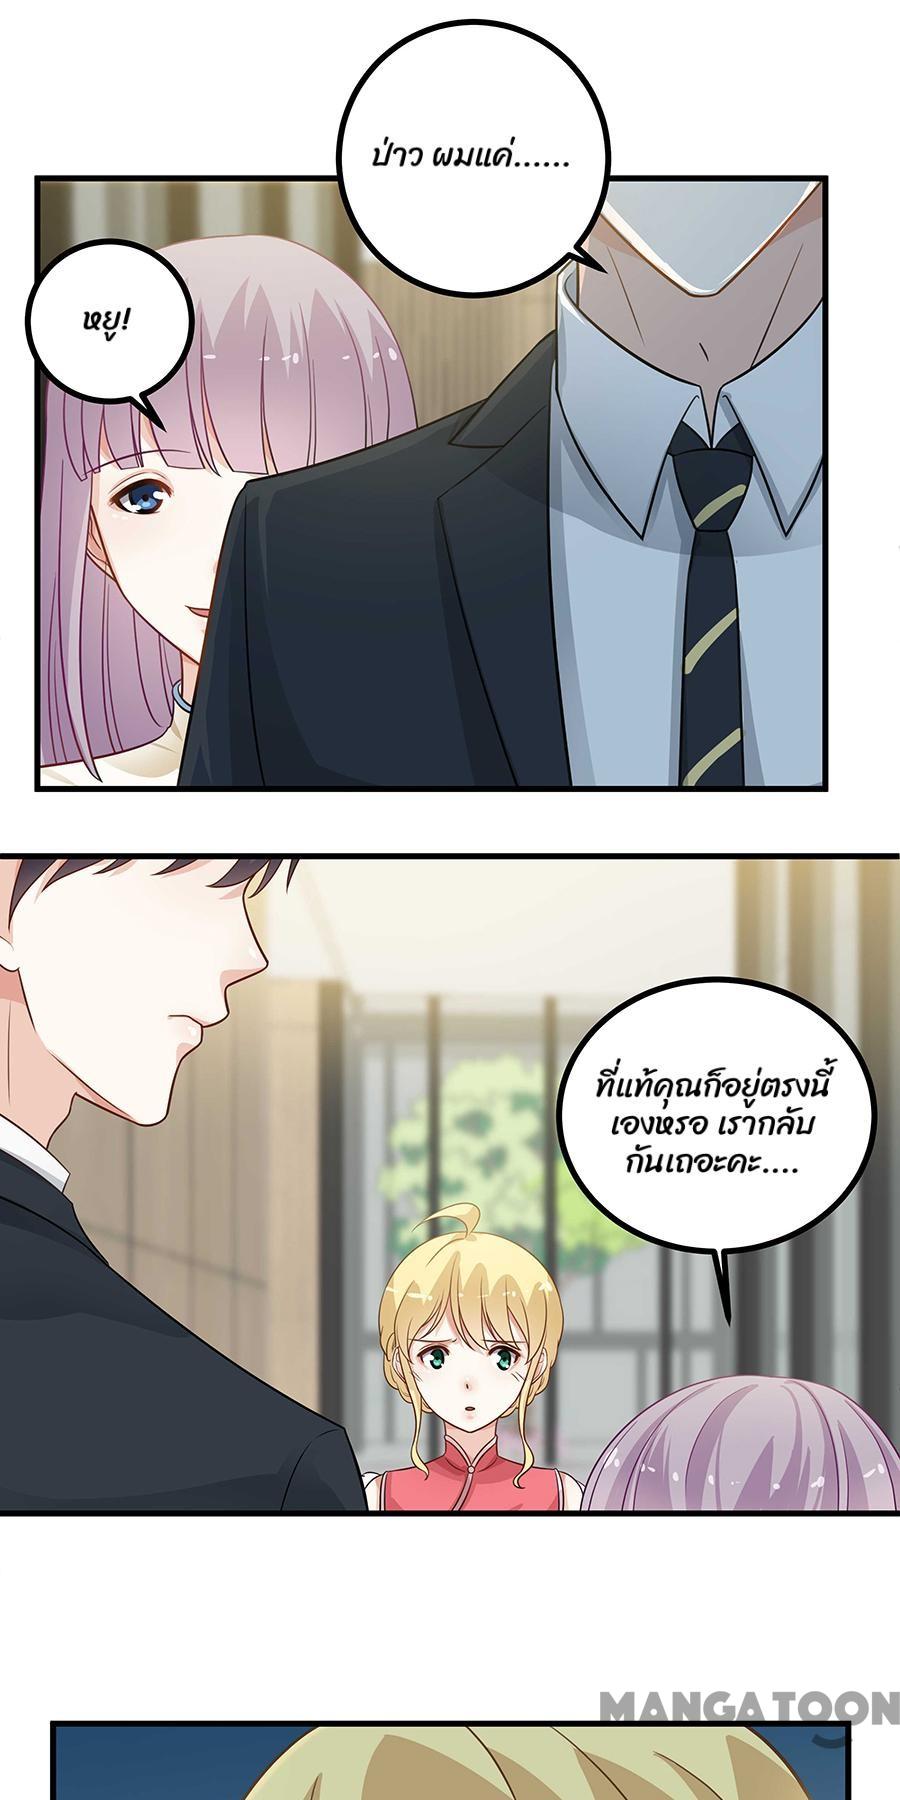 ป่าว ผมแค่......
หยู!
ที่แท้คุณก็อยู่ตรงนี้
เองหรอ เรากลับ
กันเถอะคะ....
MANGATOON